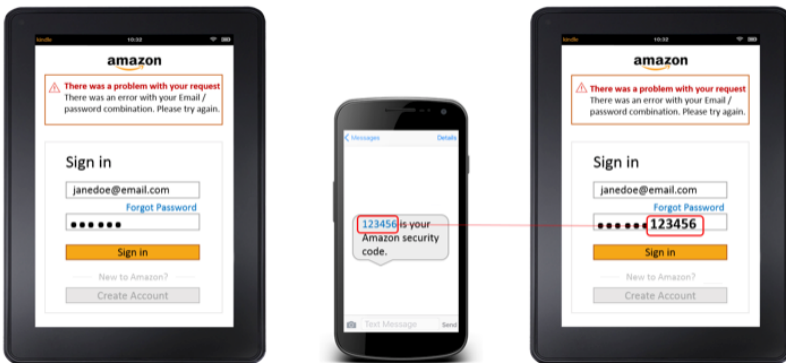 kindle 10:32
amazon
There was a problem with your request
There was an error with your Email /
password combination. Please try again.
Sign in
janedoe@email.com
Forgot Password
Sign in
New to Amazon?
Create Account
Messages Details
123456 is your
Amazon security
code.
Text Message Send
kindle 10:32
amazon
There was a problem with your request
There was an error with your Email /
password combination. Please try again.
Sign in
janedoe@email.com
Forgot Password
••••••123456
Sign in
New to Amazon?
Create Account